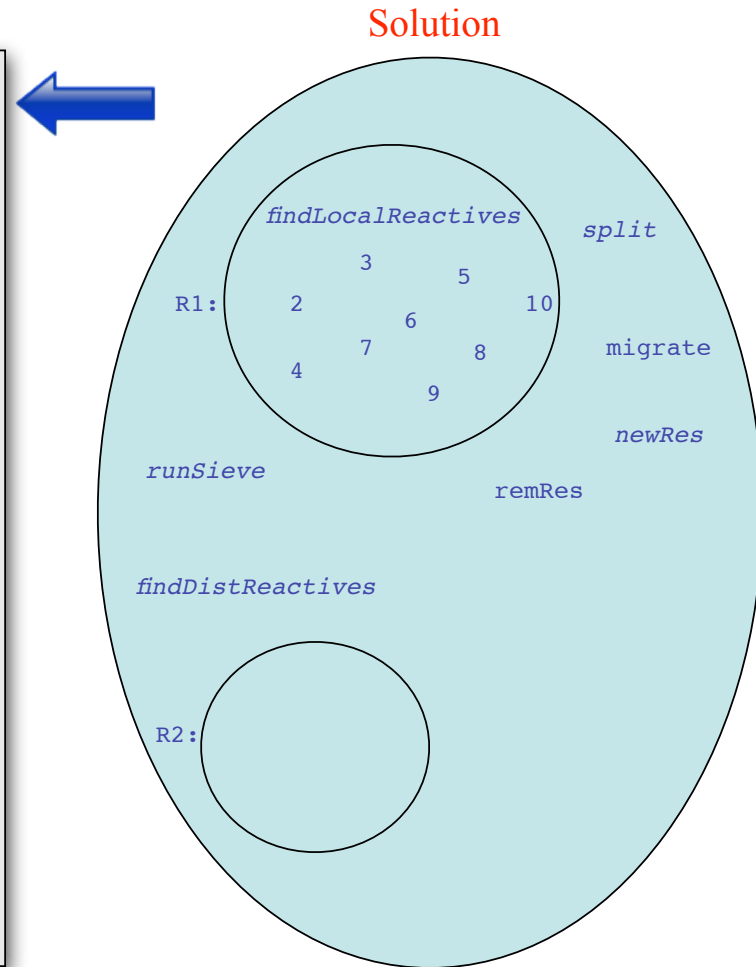 Solution
findLocalReactives
split
3
5
R1:
2
10
6
7
8
migrate
4
9
newRes
runSieve
remRes
findDistReactives
R2: